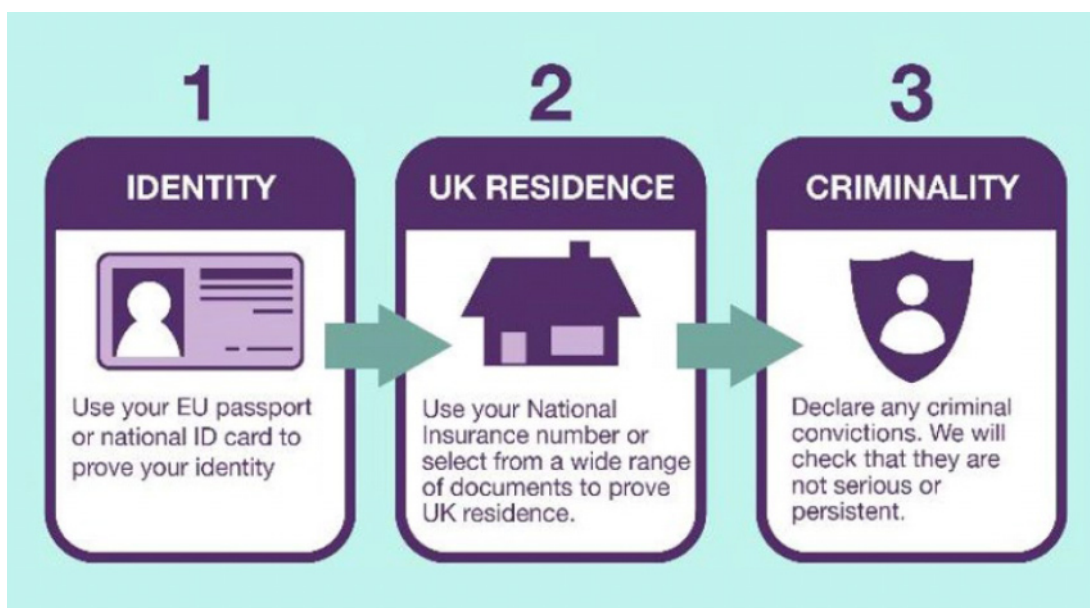 1
IDENTITY
Use your EU passport
or national ID card to
prove your identity
2
UK RESIDENCE
Use your National
Insurance number or
select from a wide range
of documents to prove
UK residence.
3
CRIMINALITY
Declare any criminal
convictions. We will
check that they are
not serious or
persistent.